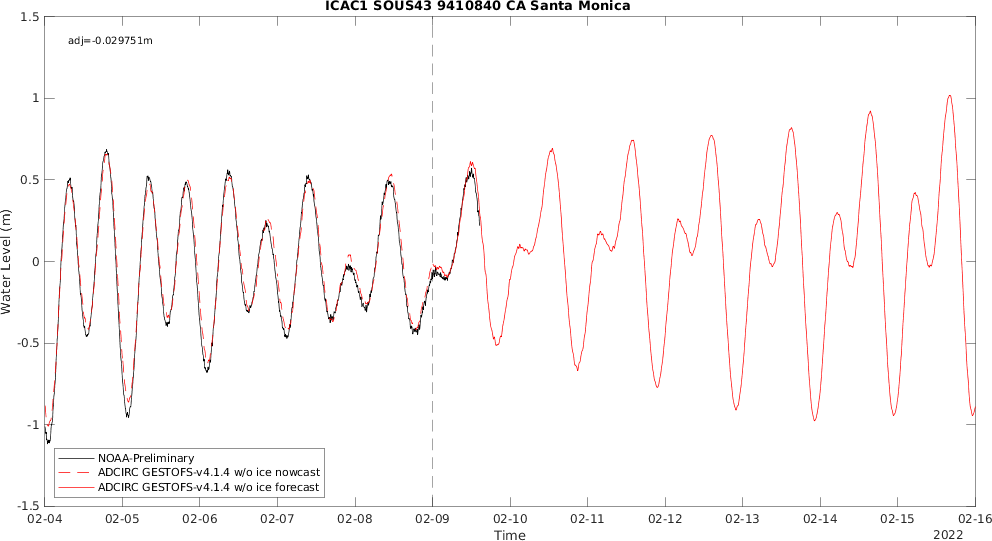 ICAC1 SOUS43 9410840 CA Santa Monica
adj=-0.029751m
1.5
1
0.5
0
-0.5
-1
-1.5
Water Level (m)
NOAA-Preliminary
ADCIRC GESTOFS-v4.1.4 w/o ice nowcast
ADCIRC GESTOFS-v4.1.4 w/o ice forecast
02-04 02-05 02-06 02-07 02-08 02-09 02-10 02-11 02-12 02-13 02-14 02-15 02-16
Time
2022